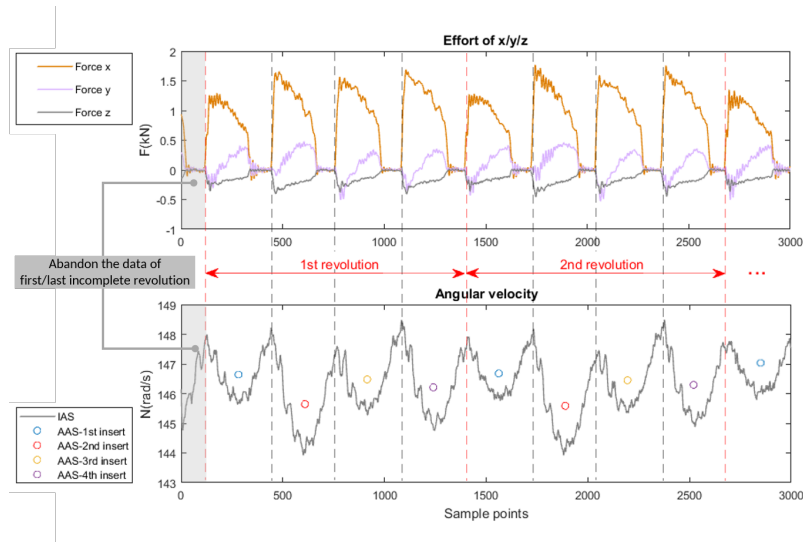 Effort of x/y/z
Force x
Force y
Force z
F(kN)
2
1.5
1
0.5
0
-0.5
-1
0 500 1000 1500 2000 2500 3000
Abandon the data of
first/last incomplete revolution
1st revolution
2nd revolution
...
Angular velocity
N(rad/s)
149
148
147
146
145
144
143
0 500 1000 1500 2000 2500 3000
Sample points
IAS
AAS-1st insert
AAS-2nd insert
AAS-3rd insert
AAS-4th insert